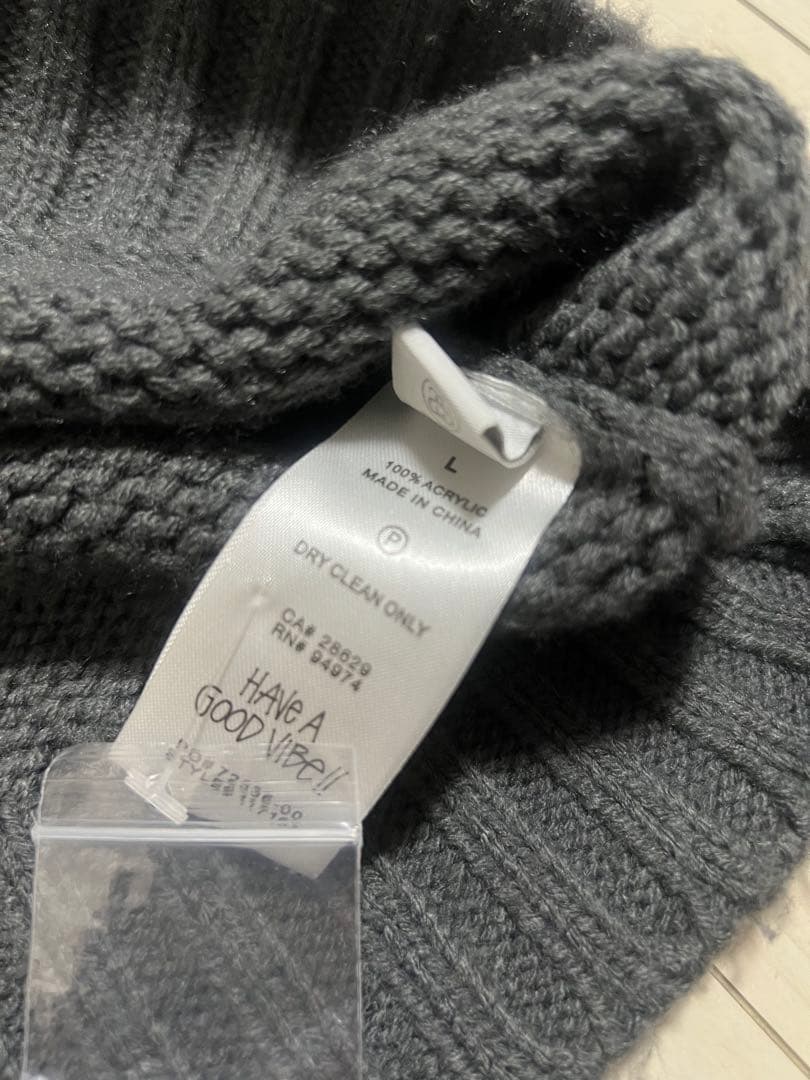 L
100% ACRYLIC
MADE IN CHINA
P
DRY CLEAN ONLY
CA# 28629
RN# 94974
HAVE A
GOOD VIBE!!